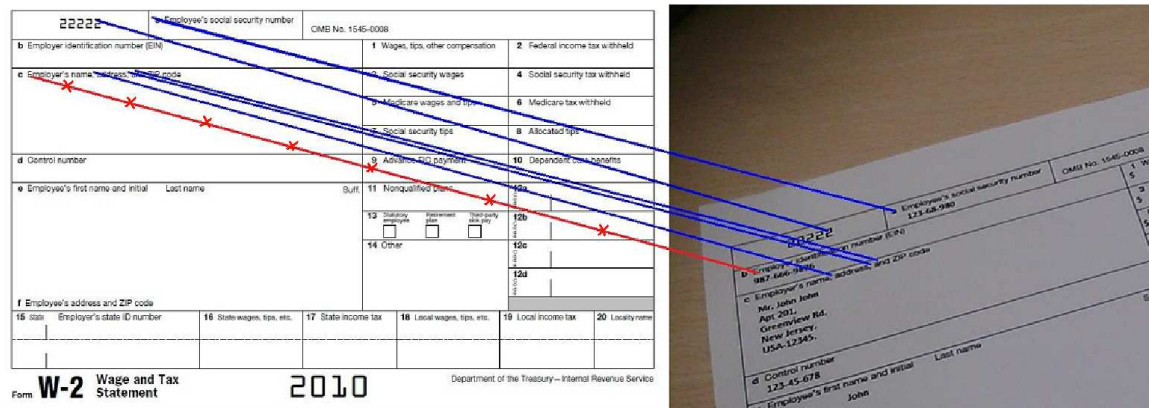 22222
a Employee's social security number
OMB No. 1545-0008
b Employer identification number (EIN)
1 Wages, tips, other compensation
2 Federal income tax withheld
c Employer's name, address, and ZIP code
3 Social security wages
4 Social security tax withheld
5 Medicare wages and tips
6 Medicare tax withheld
7 Social security tips
8 Allocated tips
d Control number
9 Advance EIC payment
10 Dependent care benefits
e Employee's first name and initial Last name Suff.
11 Nonqualified plans
12a
13 Statutory employee Retirement plan Third-party sick pay
12b
14 Other
12c
12d
f Employee's address and ZIP code
15 State Employer's state ID number
16 State wages, tips, etc.
17 State income tax
18 Local wages, tips, etc.
19 Local income tax
20 Locality name
Form W-2 Wage and Tax Statement
2010
Department of the Treasury—Internal Revenue Service
22222
Employee's social security number
123-68-980
OMB No. 1545-0008
b Employer identification number (EIN)
c Employer's name, address, and ZIP code
Mr. John John
Apt 201,
Greenview Rd,
New Jersey,
USA-12345.
d Control number
123-45-678
Employee's first name and initial Last name
John